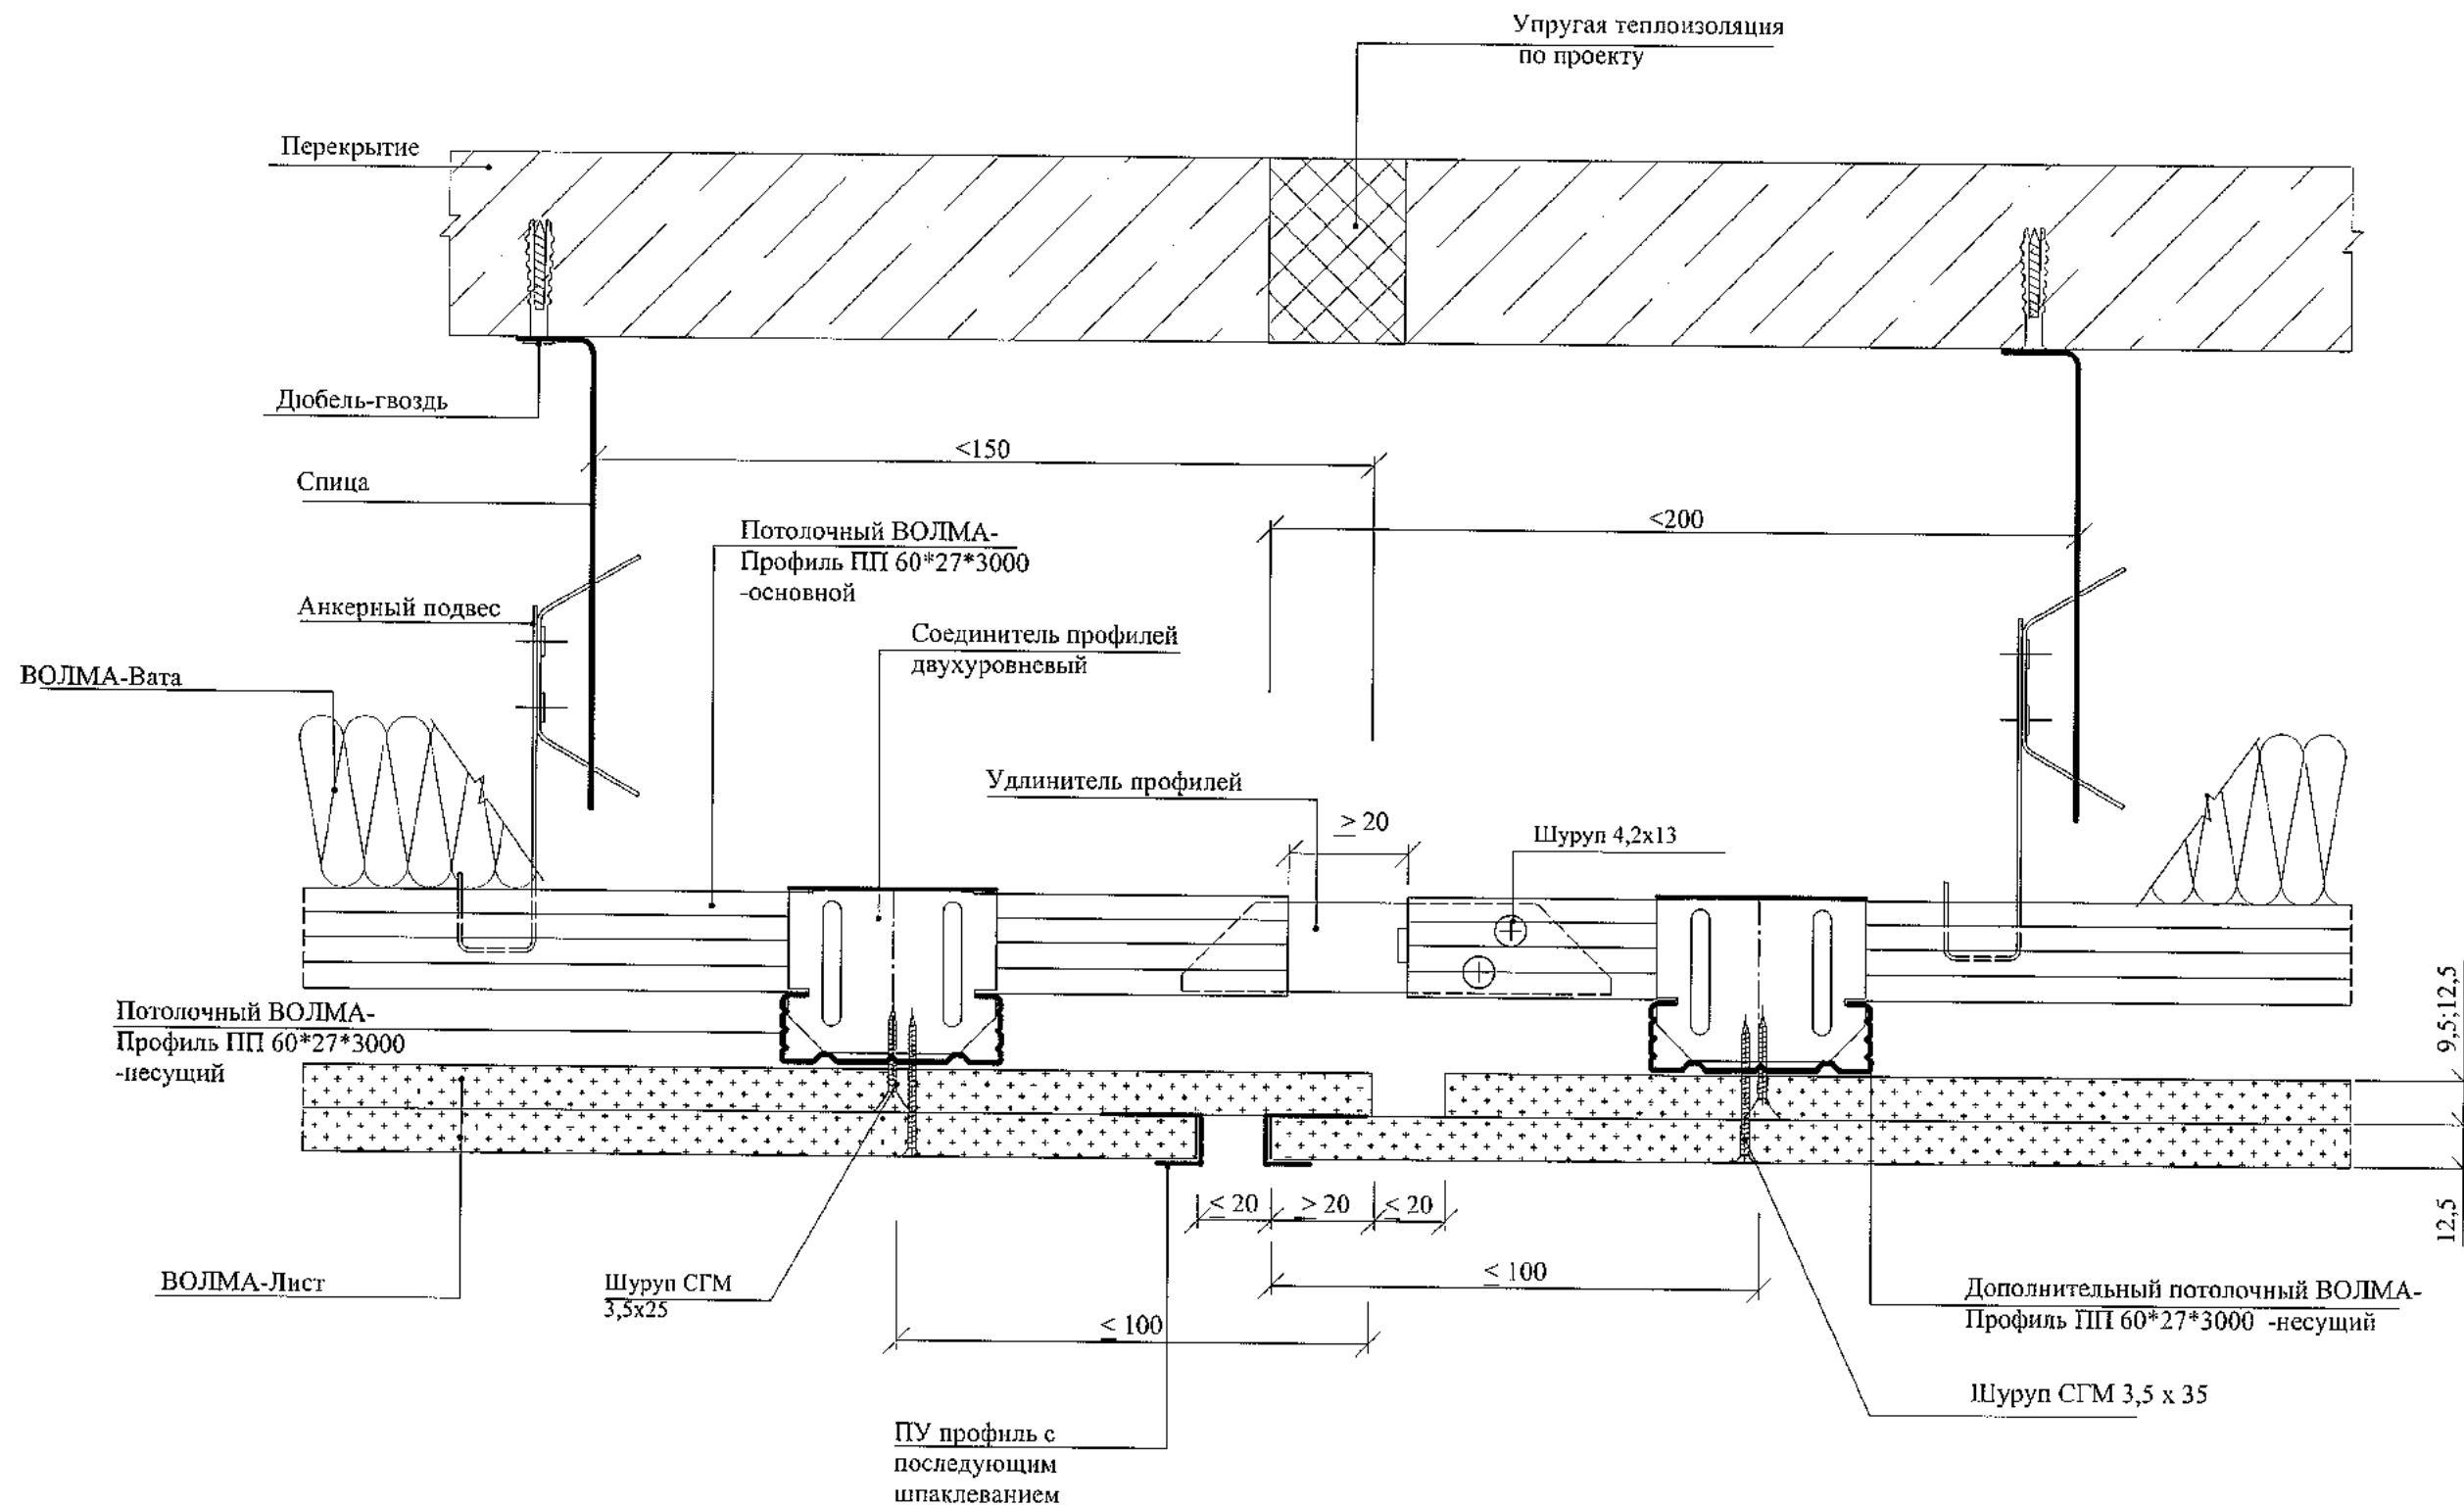 Упругая теплоизоляция
по проекту
Перекрытие
Дюбель-гвоздь
<150
Спица
<200
Потолочный ВОЛМА-
Профиль ПП 60*27*3000
-основной
Анкерный подвес
Соединитель профилей
двухуровневый
ВОЛМА-Вата
Удлинитель профилей
≥ 20
Шуруп 4,2х13
Потолочный ВОЛМА-
Профиль ПП 60*27*3000
-несущий
9,5;12,5
12,5
≤ 20
≥ 20
≤ 20
ВОЛМА-Лист
Шуруп СГМ
3,5х25
≤ 100
≤ 100
Дополнительный потолочный ВОЛМА-
Профиль ПП 60*27*3000 -несущий
Шуруп СГМ 3,5 х 35
ПУ профиль с
последующим
шпаклеванием